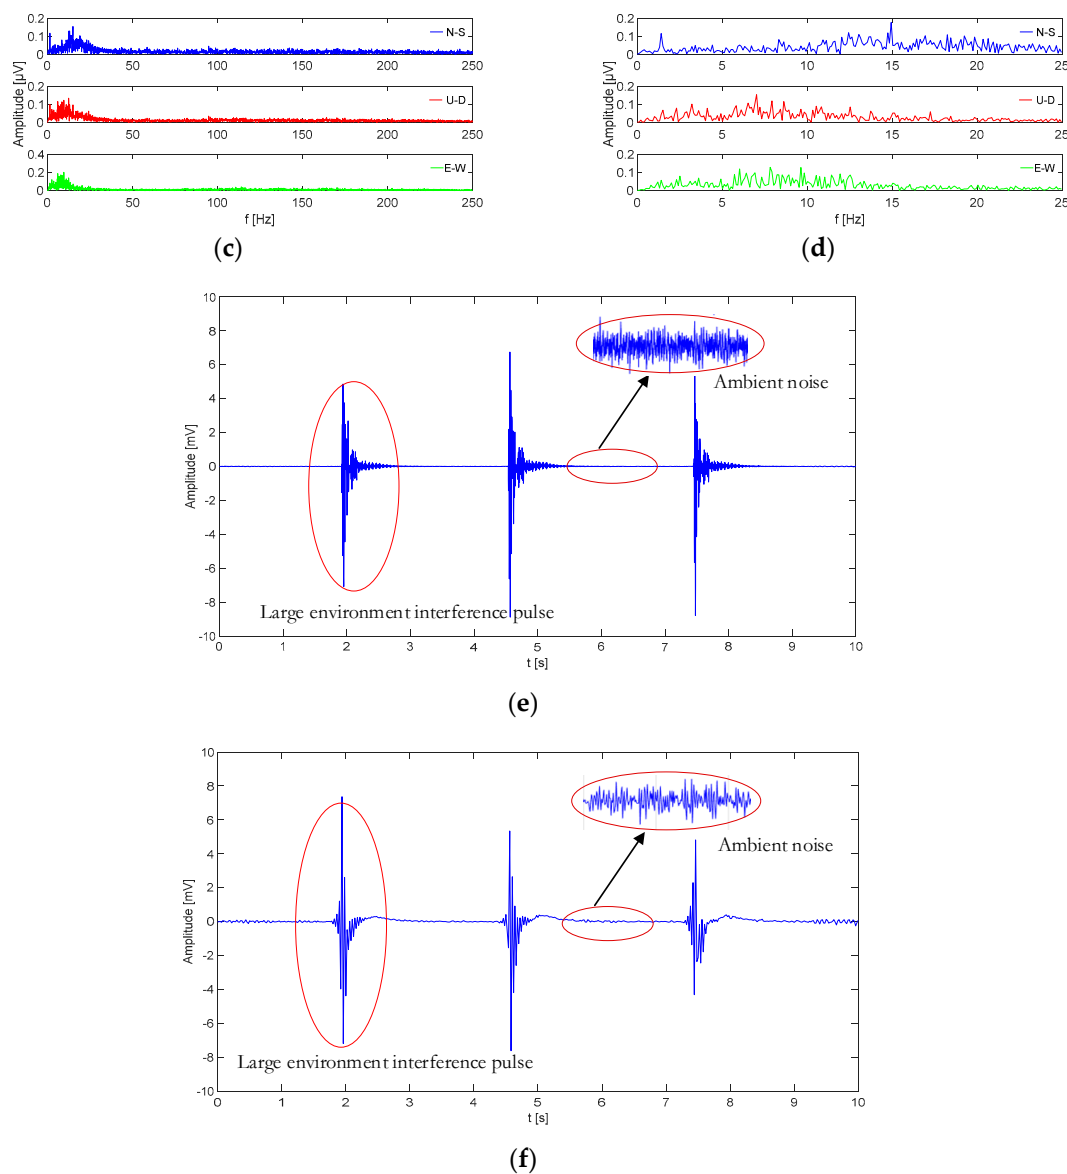 Amplitude [µV]
0.2
0.1
0
N-S
0 50 100 150 200 250
0.2
0.1
0
U-D
0 50 100 150 200 250
0.4
0.2
0
E-W
0 50 100 150 200 250
f [Hz]
(c)
Amplitude [µV]
0.2
0.1
0
N-S
0 5 10 15 20 25
0.2
0.1
0
U-D
0 5 10 15 20 25
0.2
0.1
0
E-W
0 5 10 15 20 25
f [Hz]
(d)
Amplitude [mV]
10
8
6
4
2
0
-2
-4
-6
-8
-10
Ambient noise
Large environment interference pulse
0 1 2 3 4 5 6 7 8 9 10
t [s]
(e)
Amplitude [mV]
10
8
6
4
2
0
-2
-4
-6
-8
-10
Ambient noise
Large environment interference pulse
0 1 2 3 4 5 6 7 8 9 10
t [s]
(f)